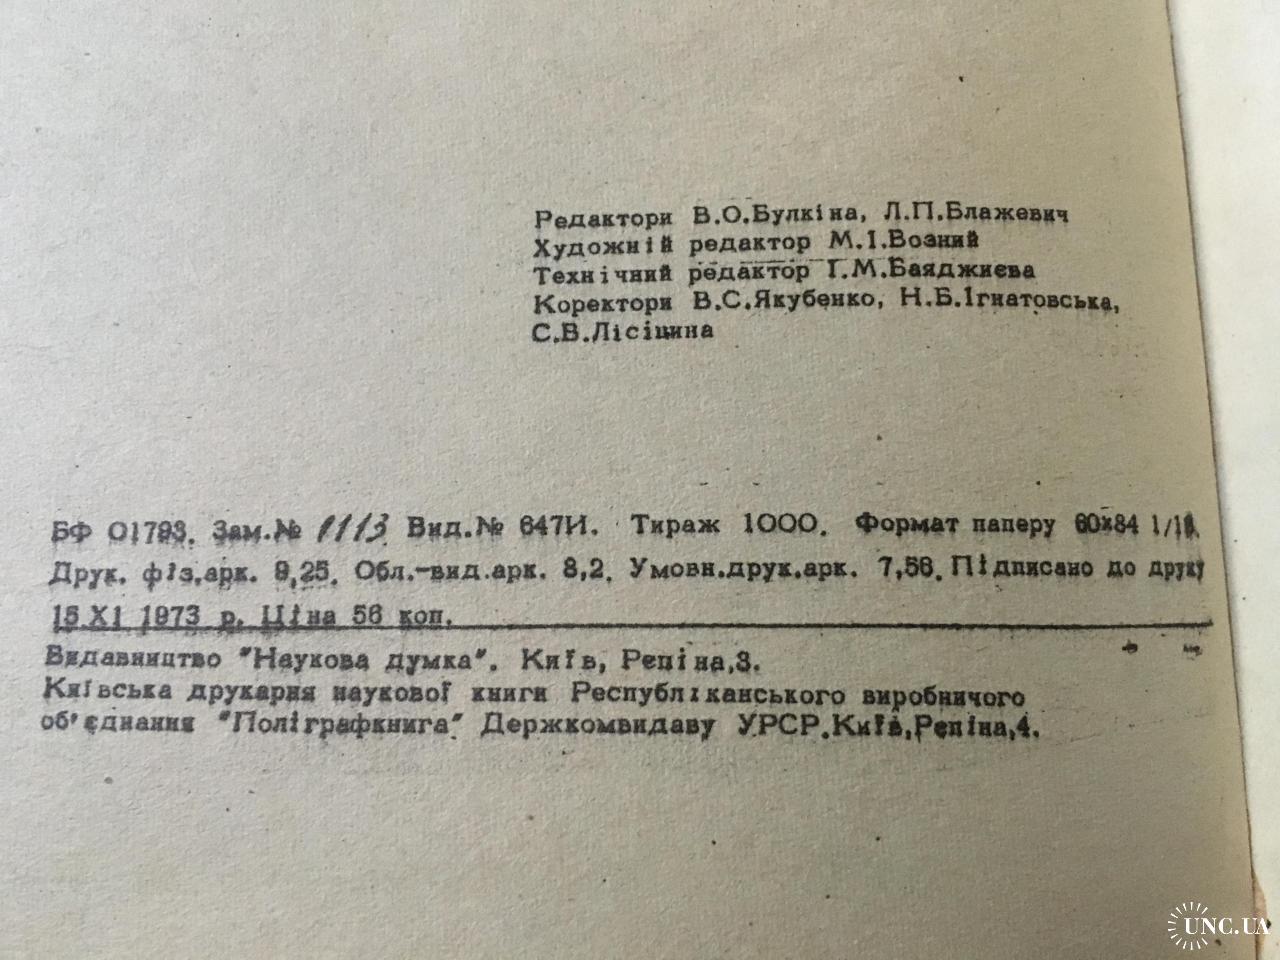 Редактори В.О.Булкіна, Л.П.Блажевич
Художній редактор М.І.Возний
Технічний редактор Г.М.Баяджиева
Коректори В.С.Якубенко, Н.Б.Ігнатовська,
С.В.Лісіцина
БФ 01793. Зам.№ 1113 Вид.№ 647И. Тираж 1000. Формат паперу 60x84 1/16.
Друк. фіз.арк. 9,25. Обл.-вид.арк. 8,2. Умовн.друк.арк. 7,56. Підписано до друку
15 XI 1973 р. Ціна 56 коп.
Видавництво "Наукова думка". Київ, Репіна,3.
Київська друкарня наукової книги Республіканського виробничого
об'єднання "Поліграфкнига" Держкомвидаву УРСР.Київ,Репіна,4.
UNC.UA